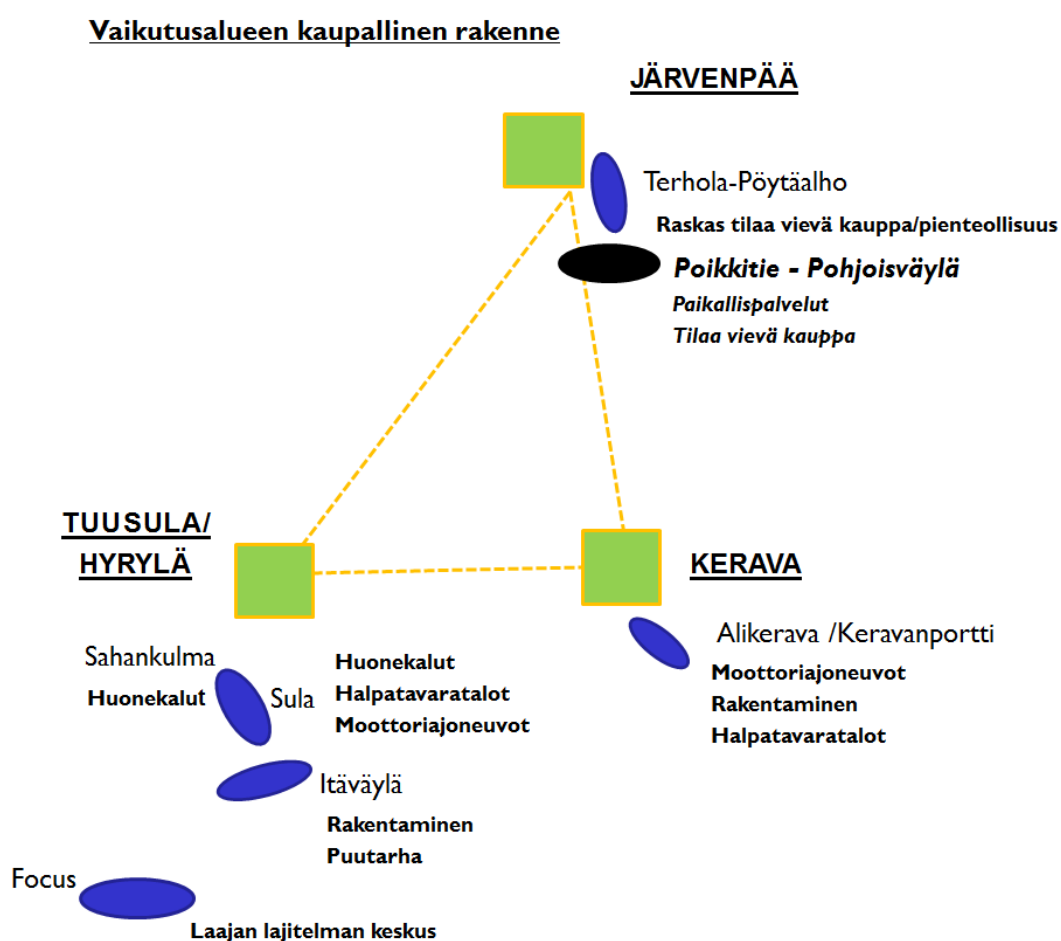 Vaikutusalueen kaupallinen rakenne
JÄRVENPÄÄ
Terhola-Pöytäalho
Raskas tilaa vievä kauppa/pienteollisuus
Poikkitie - Pohjoisväylä
Paikallispalvelut
Tilaa vievä kauppa
TUUSULA/
HYRYLÄ
KERAVA
Sahankulma
Huonekalut
Sula
Huonekalut
Halpatavaratalot
Moottoriajoneuvot
Alikerava /Keravanportti
Moottoriajoneuvot
Rakentaminen
Halpatavaratalot
Itäväylä
Rakentaminen
Puutarha
Focus
Laajan lajitelman keskus